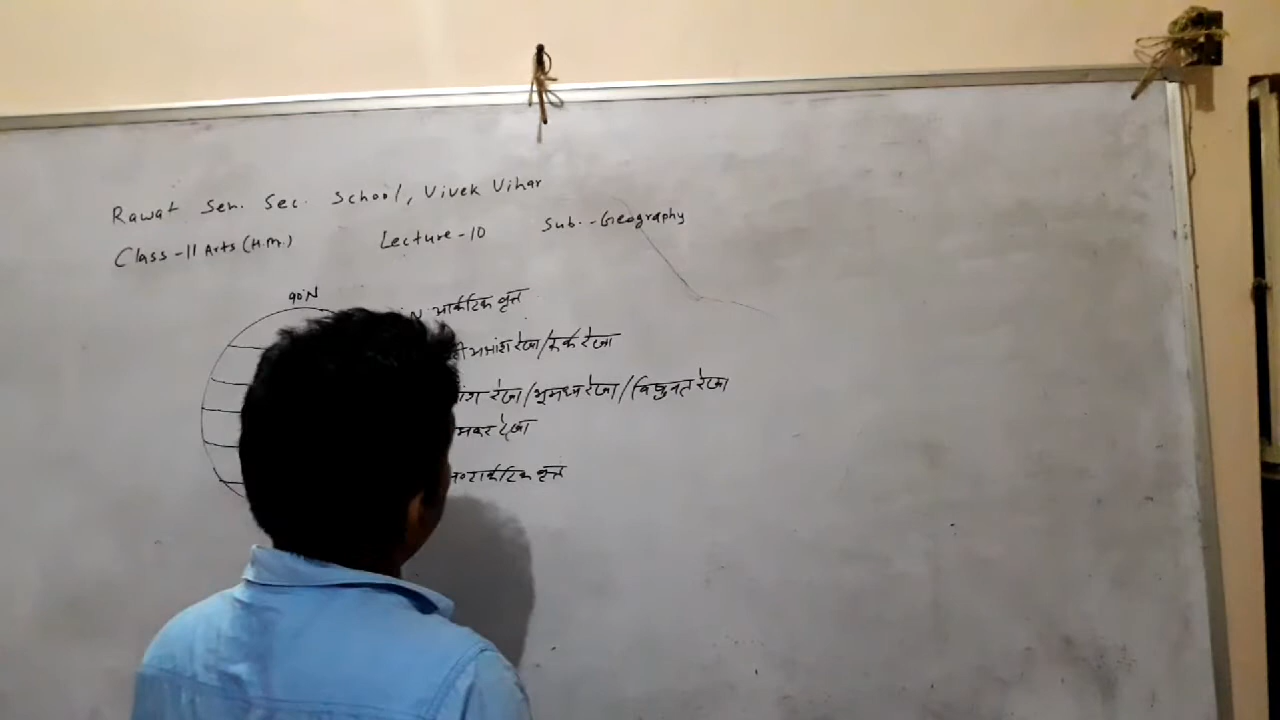 Rawat Sen. Sec. School, Vivek Vihar
Class-11 Arts (H.M.) Lecture-10 Sub.-Geography
90°N
N आर्कटिक वृत्त
रेखा/कर्क रेखा
रेखा/भूमध्य रेखा/विषुवत् रेखा
मकर रेखा
न्टार्कटिक वृत्त